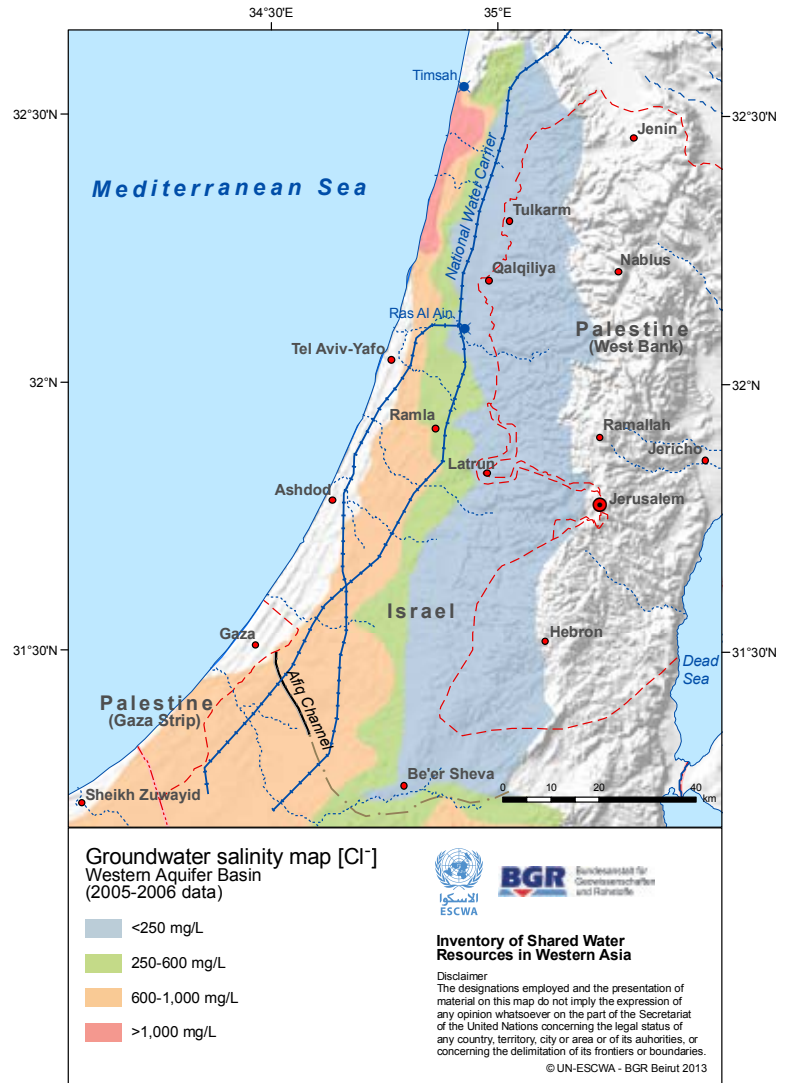 34°30'E
35°E
Timsah
32°30'N
32°30'N
Jenin
Mediterranean Sea
National Water Carrier
Tulkarm
Nablus
Qalqiliya
Ras Al Ain
Palestine
(West Bank)
Tel Aviv-Yafo
32°N
32°N
Ramla
Ramallah
Jericho
Latrun
Ashdod
Jerusalem
Israel
Gaza
Hebron
31°30'N
31°30'N
Dead
Sea
Afiq Channel
Palestine
(Gaza Strip)
Be'er Sheva
Sheikh Zuwayid
0 10 20 40
km
Groundwater salinity map [Cl⁻]
Western Aquifer Basin
(2005-2006 data)
<250 mg/L
250-600 mg/L
600-1,000 mg/L
>1,000 mg/L
الاسكوا
ESCWA
BGR
Bundesanstalt für
Geowissenschaften
und Rohstoffe
Inventory of Shared Water
Resources in Western Asia
Disclaimer
The designations employed and the presentation of
material on this map do not imply the expression of
any opinion whatsoever on the part of the Secretariat
of the United Nations concerning the legal status of
any country, territory, city or area or of its auhorities, or
concerning the delimitation of its frontiers or boundaries.
© UN-ESCWA - BGR Beirut 2013